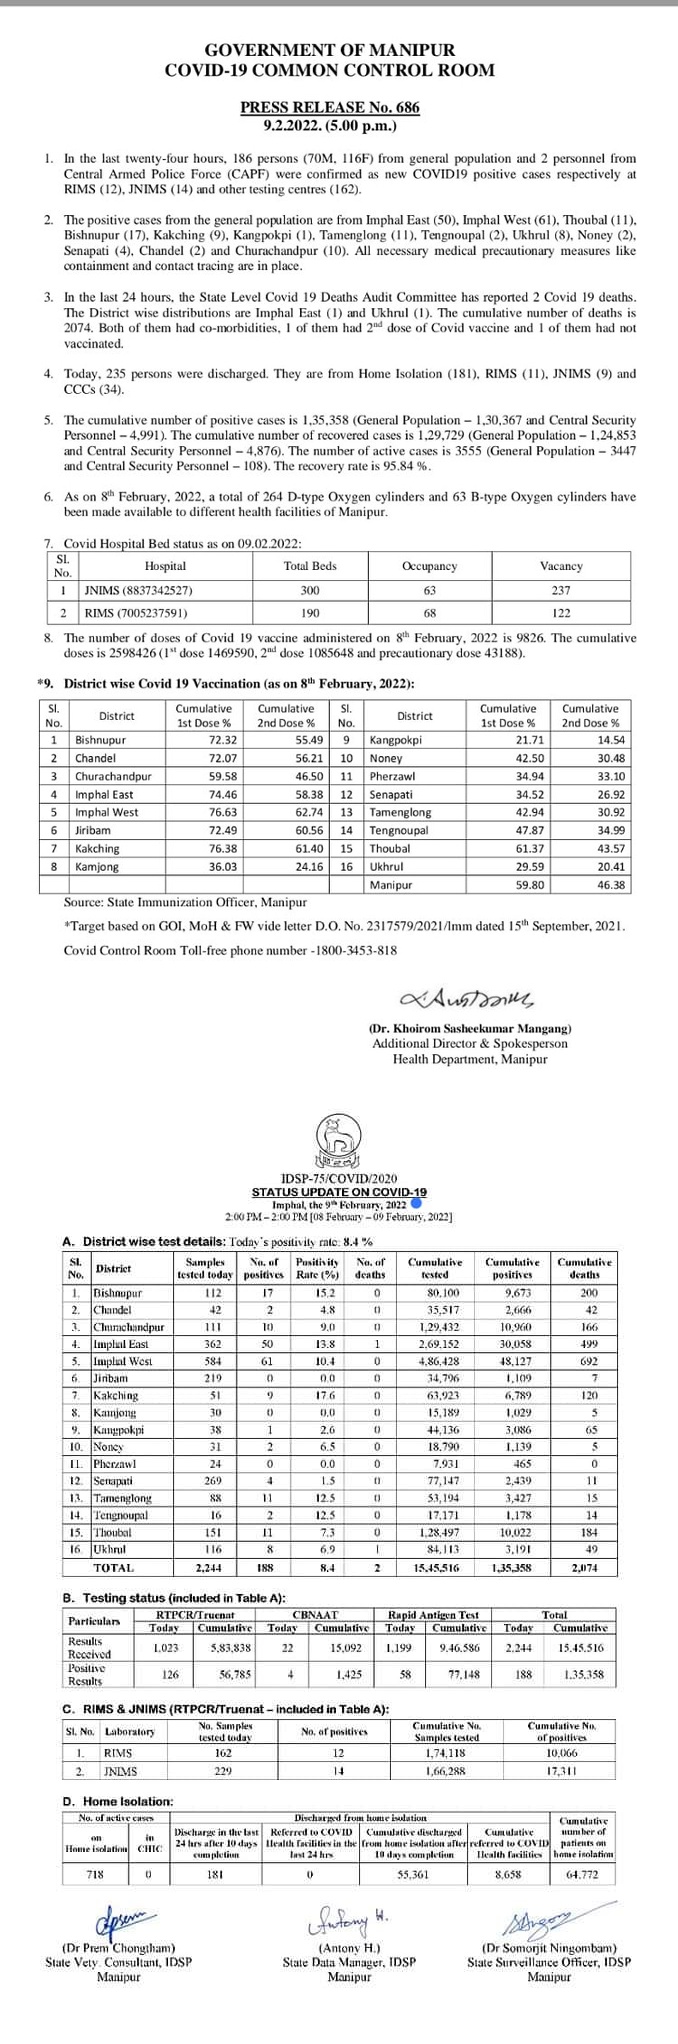 GOVERNMENT OF MANIPUR
COVID-19 COMMON CONTROL ROOM
PRESS RELEASE No. 686
9.2.2022. (5.00 p.m.)
1. In the last twenty-four hours, 186 persons (70M, 116F) from general population and 2 personnel from
Central Armed Police Force (CAPF) were confirmed as new COVID19 positive cases respectively at
RIMS (12), JNIMS (14) and other testing centres (162).
2. The positive cases from the general population are from Imphal East (50), Imphal West (61), Thoubal (11),
Bishnupur (17), Kakching (9), Kangpokpi (1), Tamenglong (11), Tengnoupal (2), Ukhrul (8), Noney (2),
Senapati (4), Chandel (2) and Churachandpur (10). All necessary medical precautionary measures like
containment and contact tracing are in place.
3. In the last 24 hours, the State Level Covid 19 Deaths Audit Committee has reported 2 Covid 19 deaths.
The District wise distributions are Imphal East (1) and Ukhrul (1). The cumulative number of deaths is
2074. Both of them had co-morbidities, 1 of them had 2nd dose of Covid vaccine and 1 of them had not
vaccinated.
4. Today, 235 persons were discharged. They are from Home Isolation (181), RIMS (11), JNIMS (9) and
CCCs (34).
5. The cumulative number of positive cases is 1,35,358 (General Population – 1,30,367 and Central Security
Personnel – 4,991). The cumulative number of recovered cases is 1,29,729 (General Population – 1,24,853
and Central Security Personnel – 4,876). The number of active cases is 3555 (General Population – 3447
and Central Security Personnel – 108). The recovery rate is 95.84 %.
6. As on 8th February, 2022, a total of 264 D-type Oxygen cylinders and 63 B-type Oxygen cylinders have
been made available to different health facilities of Manipur.
7. Covid Hospital Bed status as on 09.02.2022:
Sl. No. Hospital Total Beds Occupancy Vacancy
1 JNIMS (8837342527) 300 63 237
2 RIMS (7005237591) 190 68 122
8. The number of doses of Covid 19 vaccine administered on 8th February, 2022 is 9826. The cumulative
doses is 2598426 (1st dose 1469590, 2nd dose 1085648 and precautionary dose 43188).
*9. District wise Covid 19 Vaccination (as on 8th February, 2022):
Sl. No. District Cumulative 1st Dose % Cumulative 2nd Dose % Sl. No. District Cumulative 1st Dose % Cumulative 2nd Dose %
1 Bishnupur 72.32 55.49 9 Kangpokpi 21.71 14.54
2 Chandel 72.07 56.21 10 Noney 42.50 30.48
3 Churachandpur 59.58 46.50 11 Pherzawl 34.94 33.10
4 Imphal East 74.46 58.38 12 Senapati 34.52 26.92
5 Imphal West 76.63 62.74 13 Tamenglong 42.94 30.92
6 Jiribam 72.49 60.56 14 Tengnoupal 47.87 34.99
7 Kakching 76.38 61.40 15 Thoubal 61.37 43.57
8 Kamjong 36.03 24.16 16 Ukhrul 29.59 20.41
Manipur 59.80 46.38
Source: State Immunization Officer, Manipur
*Target based on GOI, MoH & FW vide letter D.O. No. 2317579/2021/Imm dated 15th September, 2021.
Covid Control Room Toll-free phone number -1800-3453-818
(Dr. Khoirom Sasheekumar Mangang)
Additional Director & Spokesperson
Health Department, Manipur
IDSP-75/COVID/2020
STATUS UPDATE ON COVID-19
Imphal, the 9th February, 2022
2:00 PM – 2:00 PM [08 February – 09 February, 2022]
A. District wise test details: Today's positivity rate: 8.4 %
Sl. No. District Samples tested today No. of positives Positivity Rate (%) No. of deaths Cumulative tested Cumulative positives Cumulative deaths
1. Bishnupur 112 17 15.2 0 80,100 9,673 200
2. Chandel 42 2 4.8 0 35,517 2,666 42
3. Churachandpur 111 10 9.0 0 1,29,432 10,960 166
4. Imphal East 362 50 13.8 1 2,69,152 30,058 499
5. Imphal West 584 61 10.4 0 4,86,428 48,127 692
6. Jiribam 219 0 0.0 0 34,796 1,109 7
7. Kakching 51 9 17.6 0 63,923 6,789 120
8. Kamjong 30 0 0.0 0 15,189 1,029 5
9. Kangpokpi 38 1 2.6 0 44,136 3,086 65
10. Noney 31 2 6.5 0 18,790 1,139 5
11. Pherzawl 24 0 0.0 0 7,931 465 0
12. Senapati 269 4 1.5 0 77,147 2,439 11
13. Tamenglong 88 11 12.5 0 53,194 3,427 15
14. Tengnoupal 16 2 12.5 0 17,171 1,178 14
15. Thoubal 151 11 7.3 0 1,28,497 10,022 184
16. Ukhrul 116 8 6.9 1 84,113 3,191 49
TOTAL 2,244 188 8.4 2 15,45,516 1,35,358 2,074
B. Testing status (included in Table A):
Particulars RTPCR/Truenat CBNAAT Rapid Antigen Test Total
Today Cumulative Today Cumulative Today Cumulative Today Cumulative
Results Received 1,023 5,83,838 22 15,092 1,199 9,46,586 2,244 15,45,516
Positive Results 126 56,785 4 1,425 58 77,148 188 1,35,358
C. RIMS & JNIMS (RTPCR/Truenat – included in Table A):
Sl. No. Laboratory No. Samples tested today No. of positives Cumulative No. Samples tested Cumulative No. of positives
1. RIMS 162 12 1,74,118 10,066
2. JNIMS 229 14 1,66,288 17,311
D. Home Isolation:
No. of active cases Discharged from home isolation Cumulative number of patients on home isolation
on Home isolation in CHIC Discharge in the last 24 hrs after 10 days completion Referred to COVID Health facilities in the last 24 hrs Cumulative discharged from home isolation after 10 days completion Cumulative referred to COVID Health facilities
718 0 181 0 55,361 8,658 64,772
Antony H.
(Dr Prem Chongtham) (Antony H.) (Dr Somorjit Ningombam)
State Vety. Consultant, IDSP State Data Manager, IDSP State Surveillance Officer, IDSP
Manipur Manipur Manipur